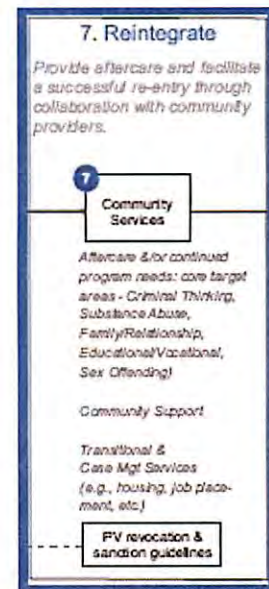 7. Reintegrate
Provide aftercare and facilitate
a successful re-entry through
collaboration with community
providers.
7
Community
Services
Aftercare &/or continued
program needs: core target
areas - Criminal Thinking,
Substance Abuse,
Family/Relationship,
Educational/Vocational,
Sex Offending)
Community Support
Transitional &
Case Mgt Services
(e.g., housing, job place-
ment, etc.)
PV revocation &
sanction guidelines